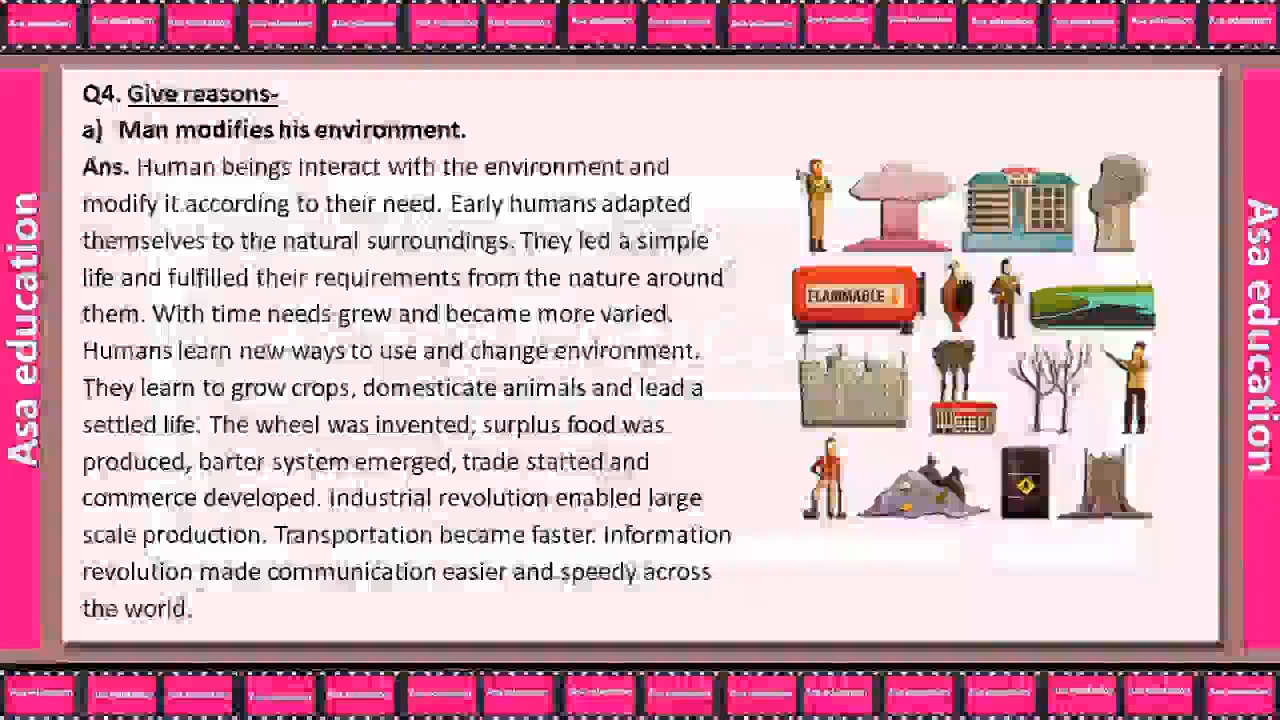 Q4. Give reasons-
a) Man modifies his environment.
Ans. Human beings interact with the environment and
modify it according to their need. Early humans adapted
themselves to the natural surroundings. They led a simple
life and fulfilled their requirements from the nature around
them. With time needs grew and became more varied.
Humans learn new ways to use and change environment.
They learn to grow crops, domesticate animals and lead a
settled life. The wheel was invented; surplus food was
produced, barter system emerged, trade started and
commerce developed. Industrial revolution enabled large
scale production. Transportation became faster. Information
revolution made communication easier and speedy across
the world.
FLAMMABLE
Asa education
Asa education